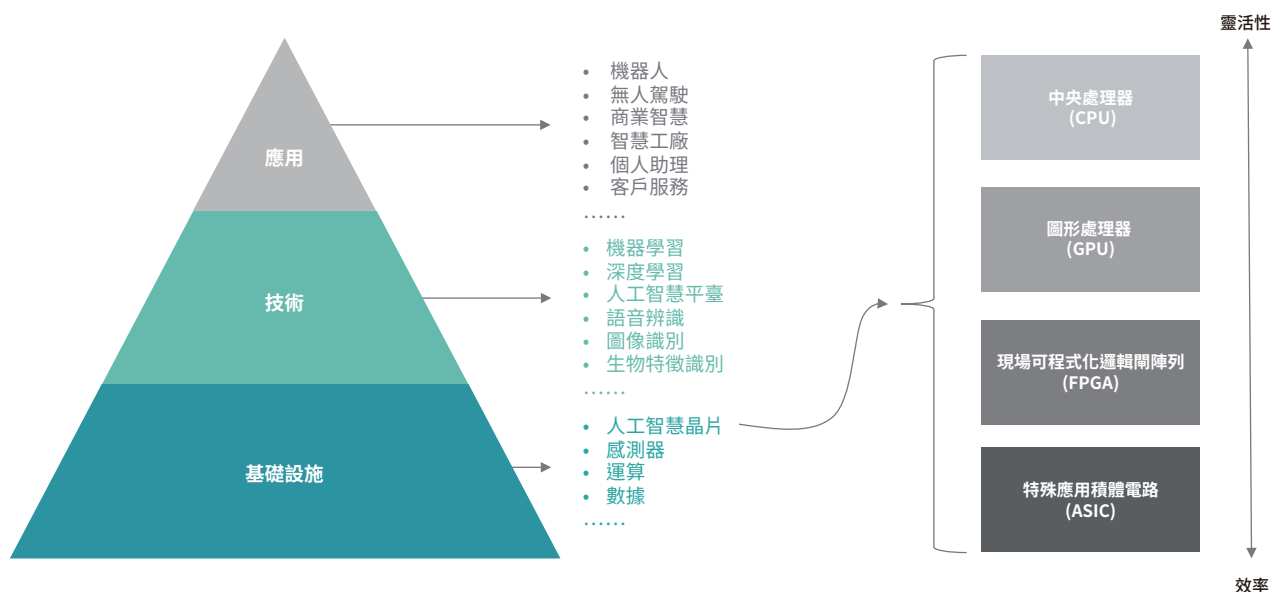 應用
技術
基礎設施
• 機器人
• 無人駕駛
• 商業智慧
• 智慧工廠
• 個人助理
• 客戶服務
……
• 機器學習
• 深度學習
• 人工智慧平臺
• 語音辨識
• 圖像識別
• 生物特徵識別
……
• 人工智慧晶片
• 感測器
• 運算
• 數據
……
靈活性
中央處理器
(CPU)
圖形處理器
(GPU)
現場可程式化邏輯閘陣列
(FPGA)
特殊應用積體電路
(ASIC)
效率